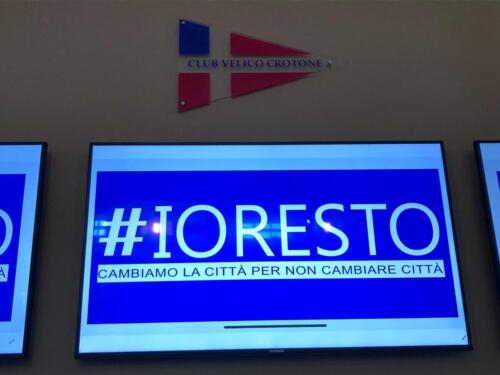 CLUB VELICO CROTONE
#IORESTO
CAMBIAMO LA CITTÀ PER NON CAMBIARE CITTÀ